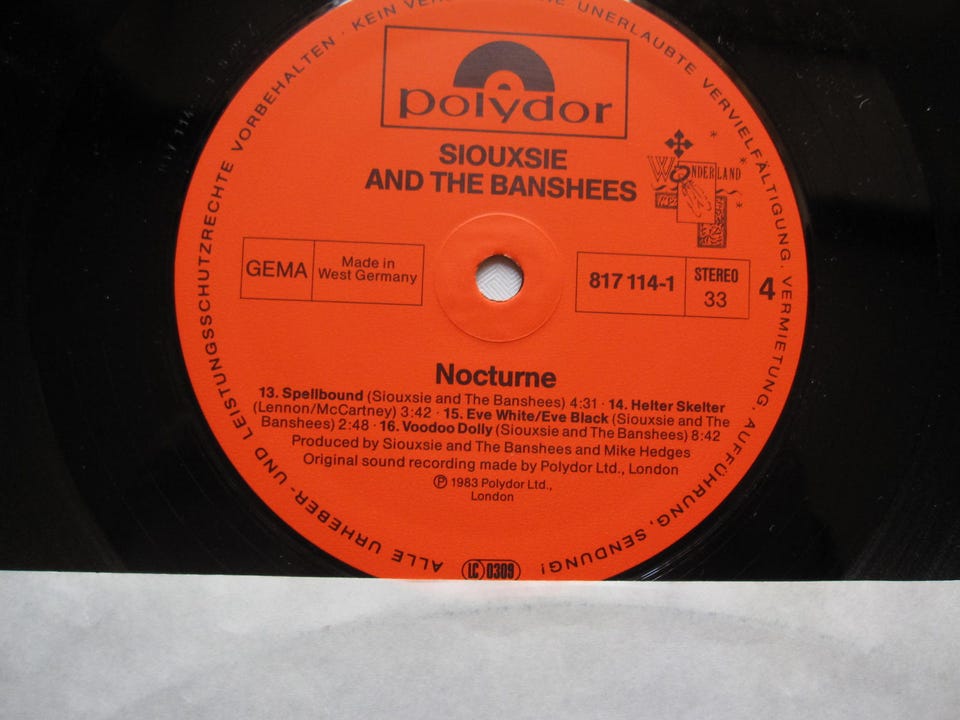 ALLE URHEBER- UND LEISTUNGSSCHUTZRECHTE VORBEHALTEN · KEIN
UNERLAUBTE VERVIELFÄLTIGUNG, VERMIETUNG, AUFFÜHRUNG, SENDUNG!
polydor
SIOUXSIE
AND THE BANSHEES
WONDERLAND
GEMA
Made in
West Germany
817 114-1
STEREO
33
4
Nocturne
13. Spellbound (Siouxsie and The Banshees) 4:31 · 14. Helter Skelter
(Lennon/McCartney) 3:42 · 15. Eve White/Eve Black (Siouxsie and The
Banshees) 2:48 · 16. Voodoo Dolly (Siouxsie and The Banshees) 8:42
Produced by Siouxsie and The Banshees and Mike Hedges
Original sound recording made by Polydor Ltd., London
℗ 1983 Polydor Ltd.,
London
LC 0309